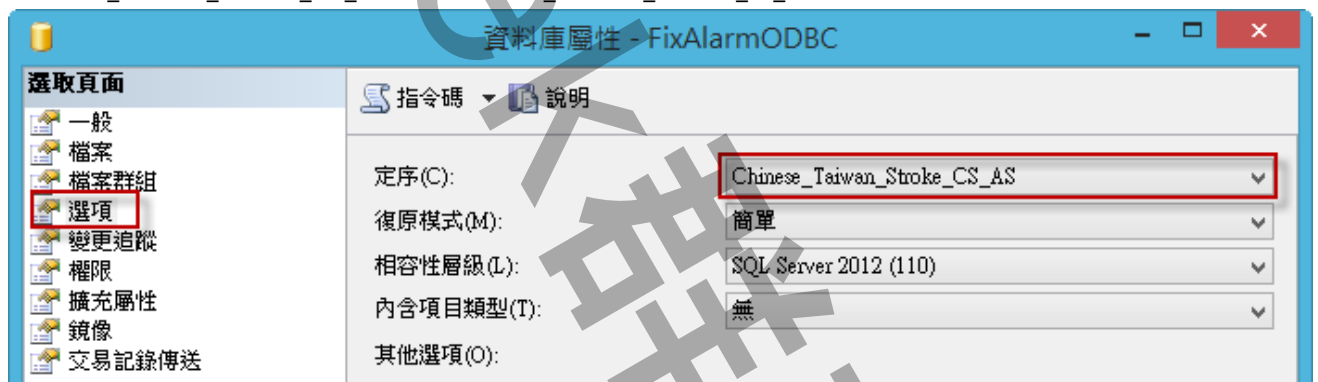 資料庫屬性 - FixAlarmODBC
選取頁面
一般
檔案
檔案群組
選項
變更追蹤
權限
擴充屬性
鏡像
交易記錄傳送
指令碼 說明
定序(C): Chinese_Taiwan_Stroke_CS_AS
復原模式(M): 簡單
相容性層級(L): SQL Server 2012 (110)
內含項目類型(T): 無
其他選項(O):